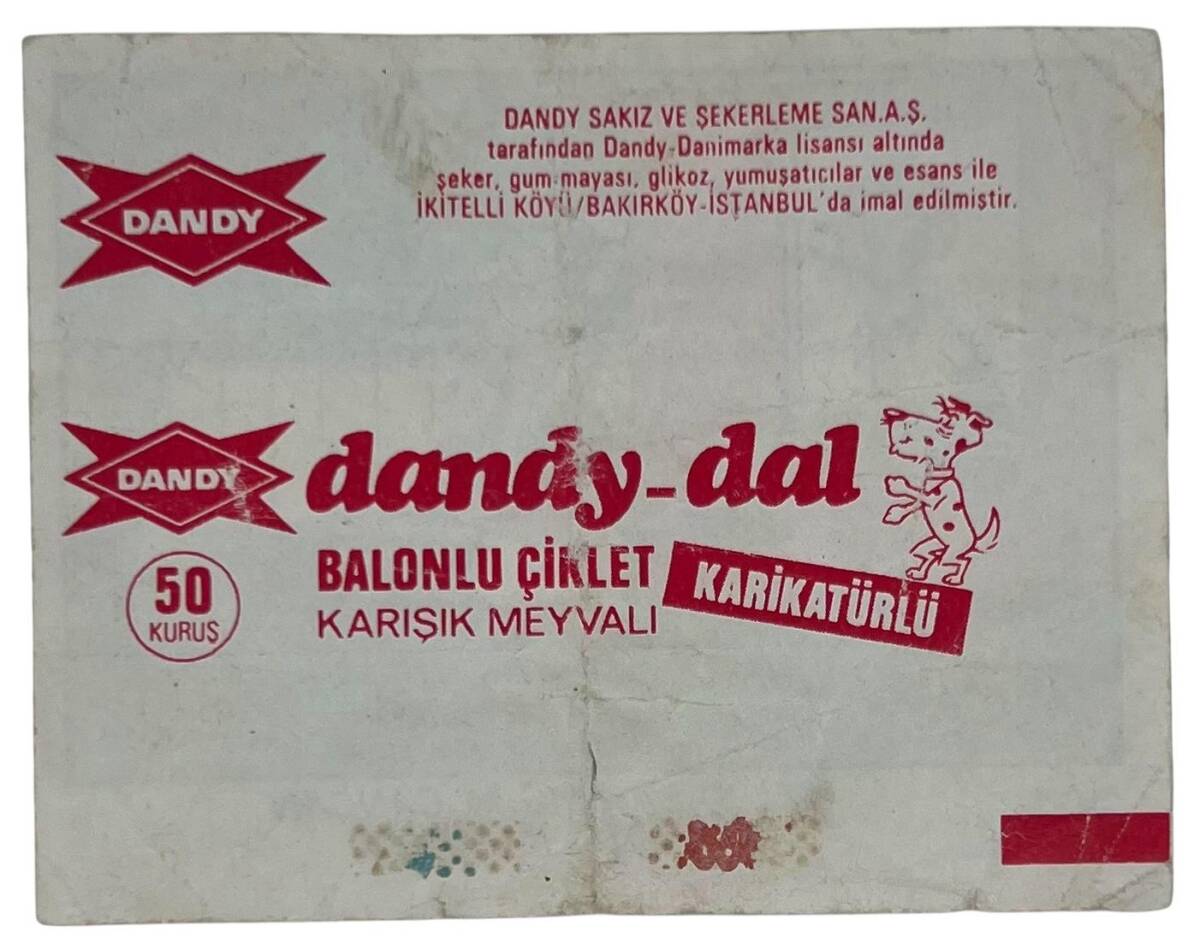 DANDY
DANDY SAKIZ VE ŞEKERLEME SAN.A.Ş.
tarafından Dandy-Danimarka lisansı altında
şeker, gum mayası, glikoz, yumuşatıcılar ve esans ile
İKİTELLİ KÖYÜ/BAKIRKÖY-İSTANBUL'da imal edilmiştir.
DANDY
dandy-dal
50
KURUŞ
BALONLU ÇİKLET
KARIŞIK MEYVALI
KARİKATÜRLÜ